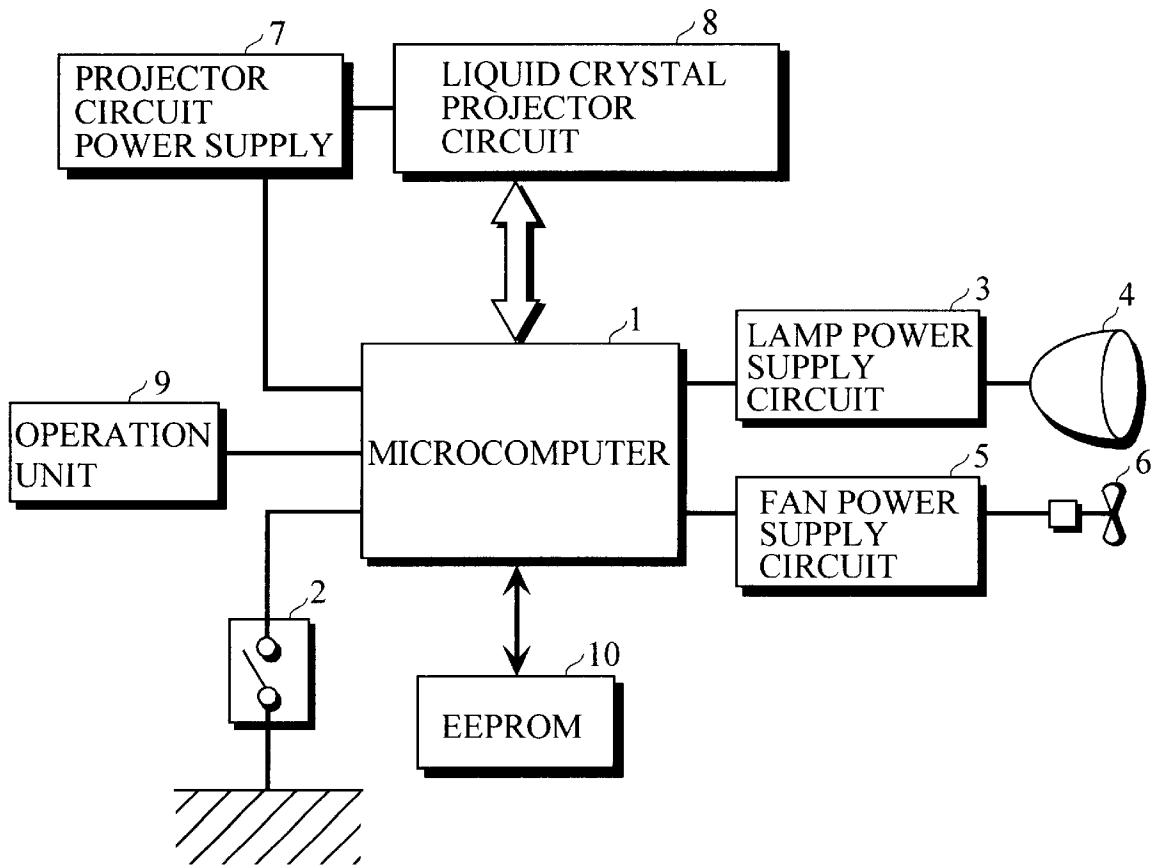 7
PROJECTOR
CIRCUIT
POWER SUPPLY
8
LIQUID CRYSTAL
PROJECTOR
CIRCUIT
1
MICROCOMPUTER
3
LAMP POWER
SUPPLY
CIRCUIT
4
9
OPERATION
UNIT
5
FAN POWER
SUPPLY
CIRCUIT
6
2
10
EEPROM